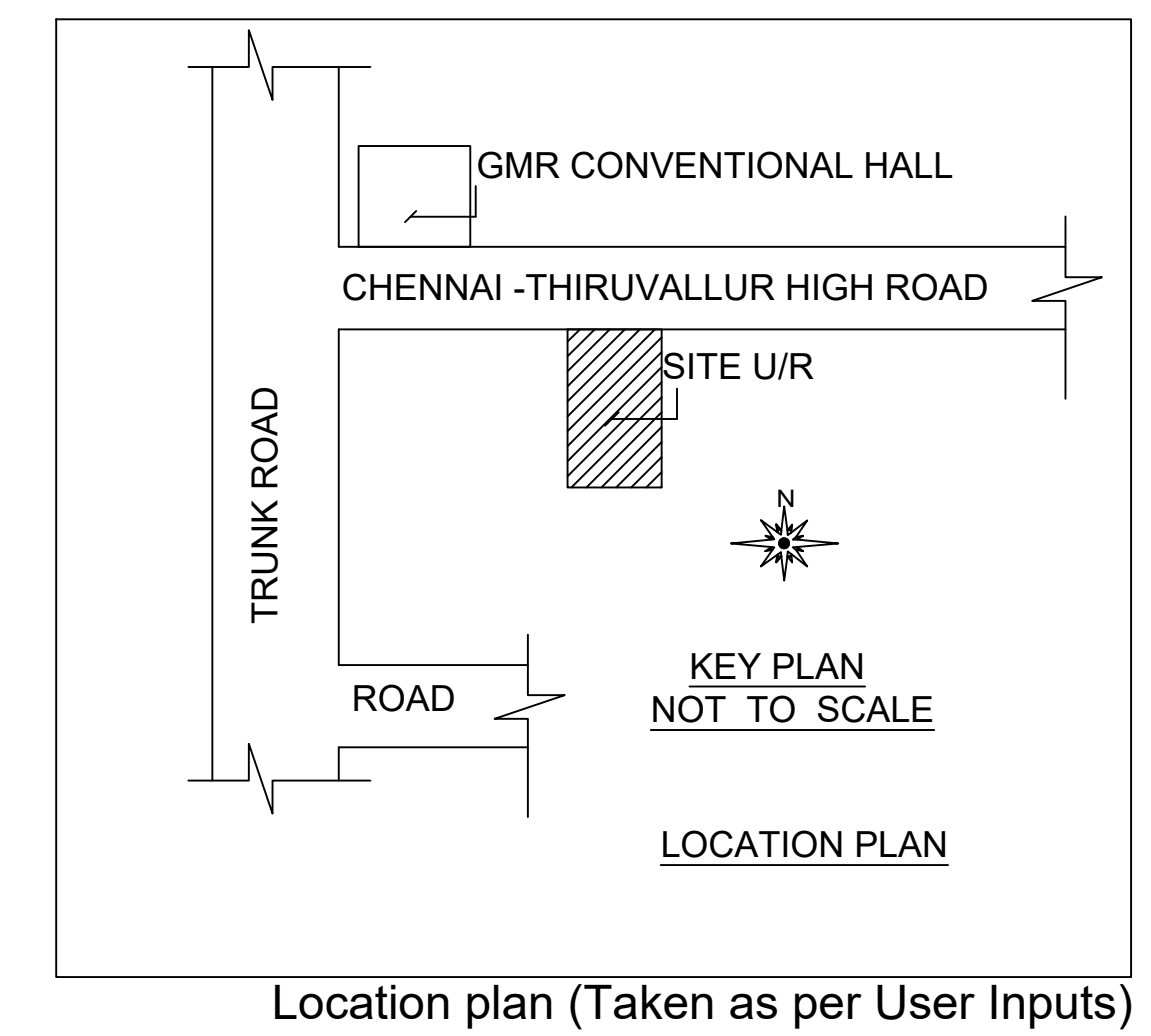 GMR CONVENTIONAL HALL
CHENNAI -THIRUVALLUR HIGH ROAD
SITE U/R
TRUNK ROAD
N
KEY PLAN
NOT TO SCALE
ROAD
LOCATION PLAN
Location plan (Taken as per User Inputs)